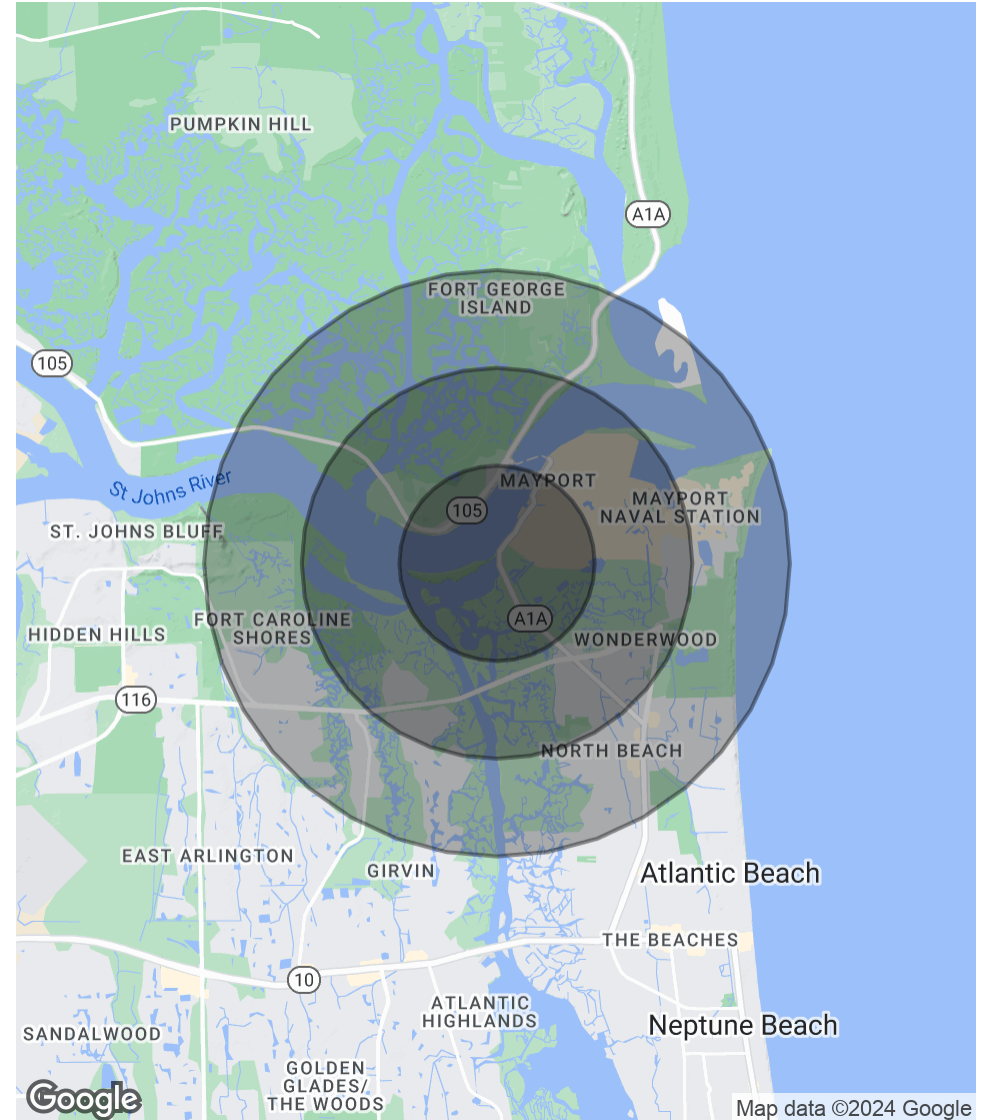 PUMPKIN HILL
A1A
FORT GEORGE
ISLAND
105
St Johns River
MAYPORT
105
MAYPORT
NAVAL STATION
ST. JOHNS BLUFF
FORT CAROLINE
SHORES
A1A
HIDDEN HILLS
WONDERWOOD
116
NORTH BEACH
EAST ARLINGTON
GIRVIN
Atlantic Beach
THE BEACHES
10
ATLANTIC
HIGHLANDS
SANDALWOOD
Neptune Beach
GOLDEN
GLADES/
THE WOODS
Google
Map data ©2024 Google